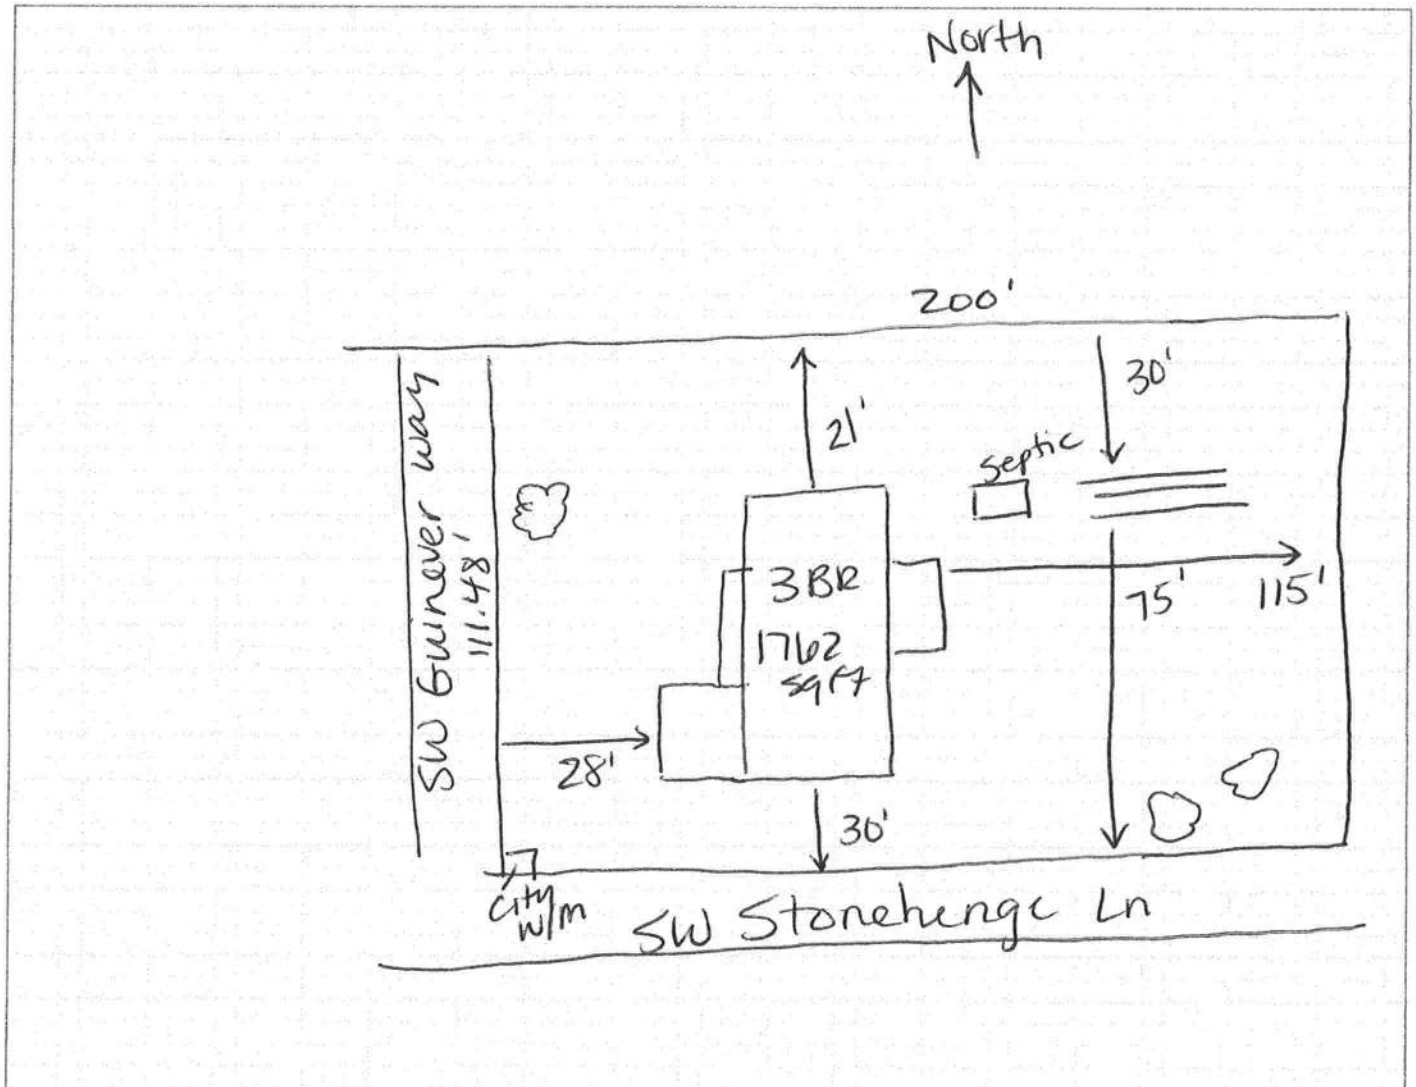 North
200'
30'
21'
Septic
SW Guinever way
111.48'
3BR
1762
sqft
75'
115'
28'
30'
City
w/m
SW Stonehenge Ln